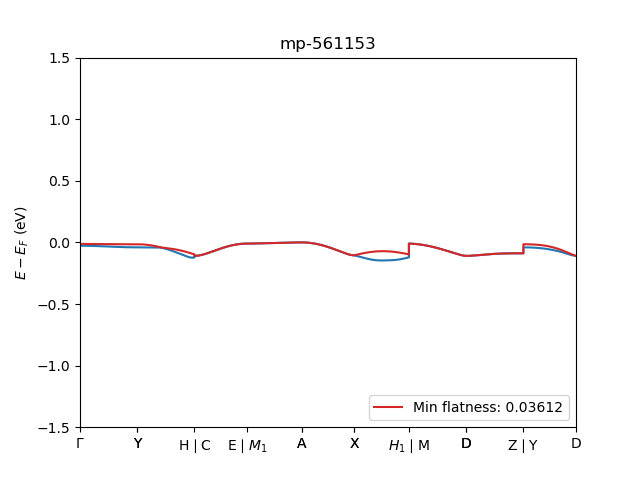 mp-561153
1.5
1.0
0.5
0.0
−0.5
−1.0
−1.5
E − E_F (eV)
Min flatness: 0.03612
Γ Y H | C E | M_1 A X H_1 | M D Z | Y D